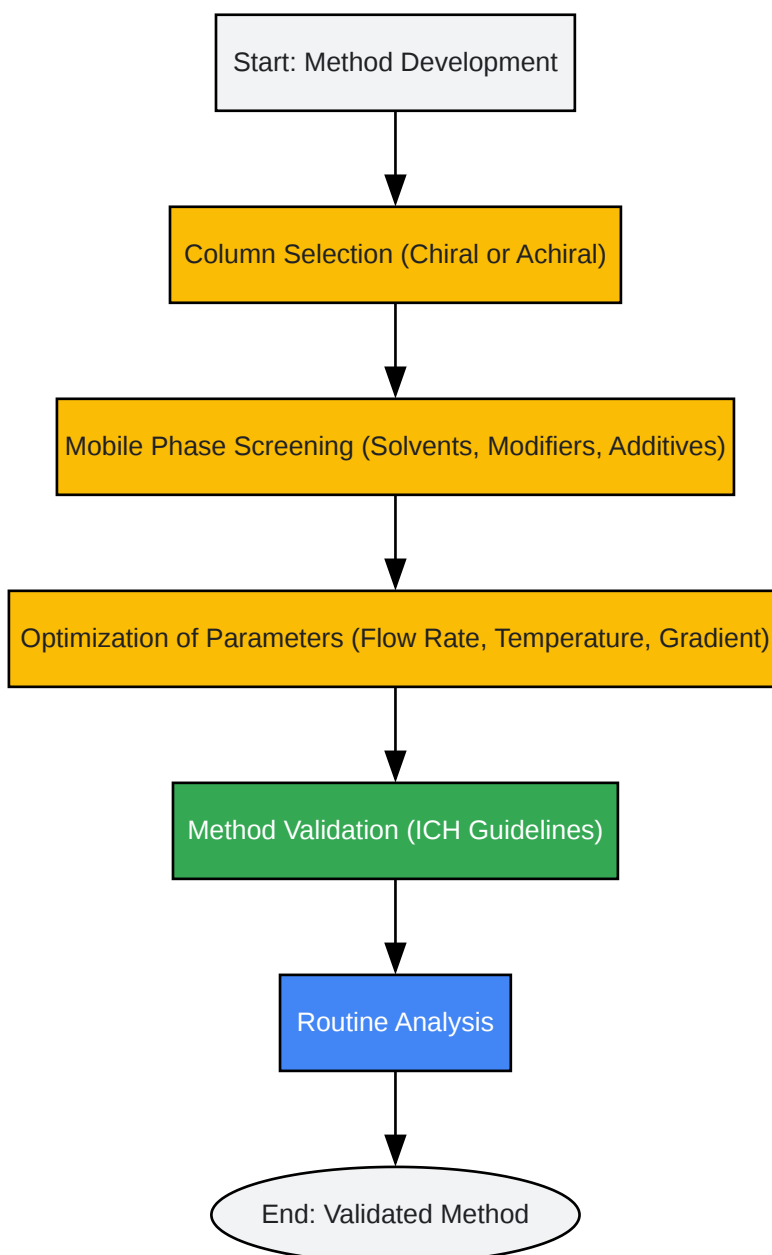 Start: Method Development
Column Selection (Chiral or Achiral)
Mobile Phase Screening (Solvents, Modifiers, Additives)
Optimization of Parameters (Flow Rate, Temperature, Gradient)
Method Validation (ICH Guidelines)
Routine Analysis
End: Validated Method